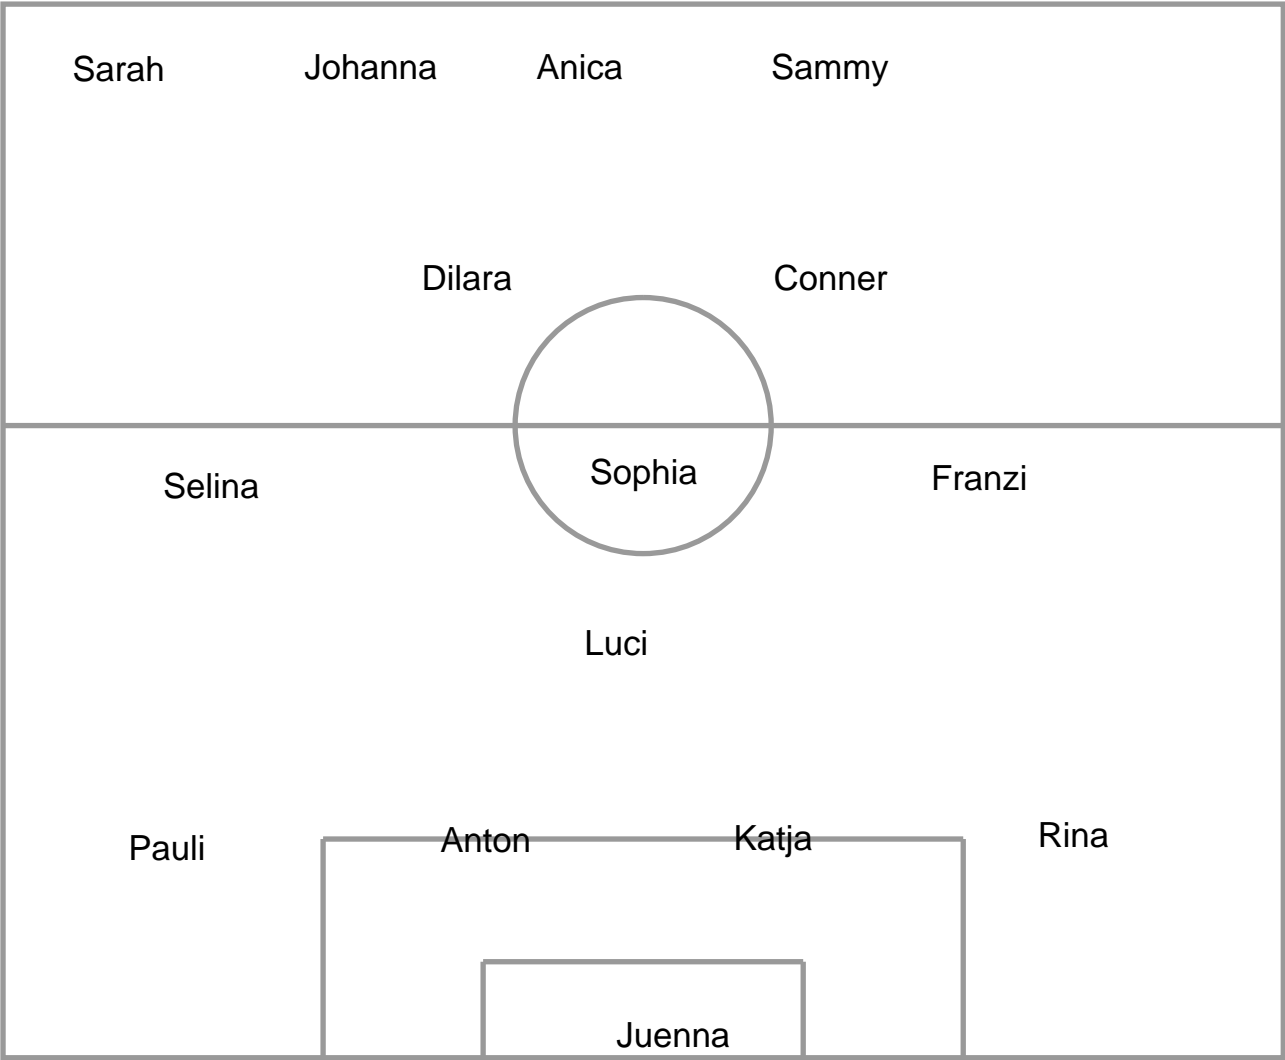 Sarah Johanna Anica Sammy
Dilara Conner
Selina Sophia Franzi
Luci
Pauli Anton Katja Rina
Juenna